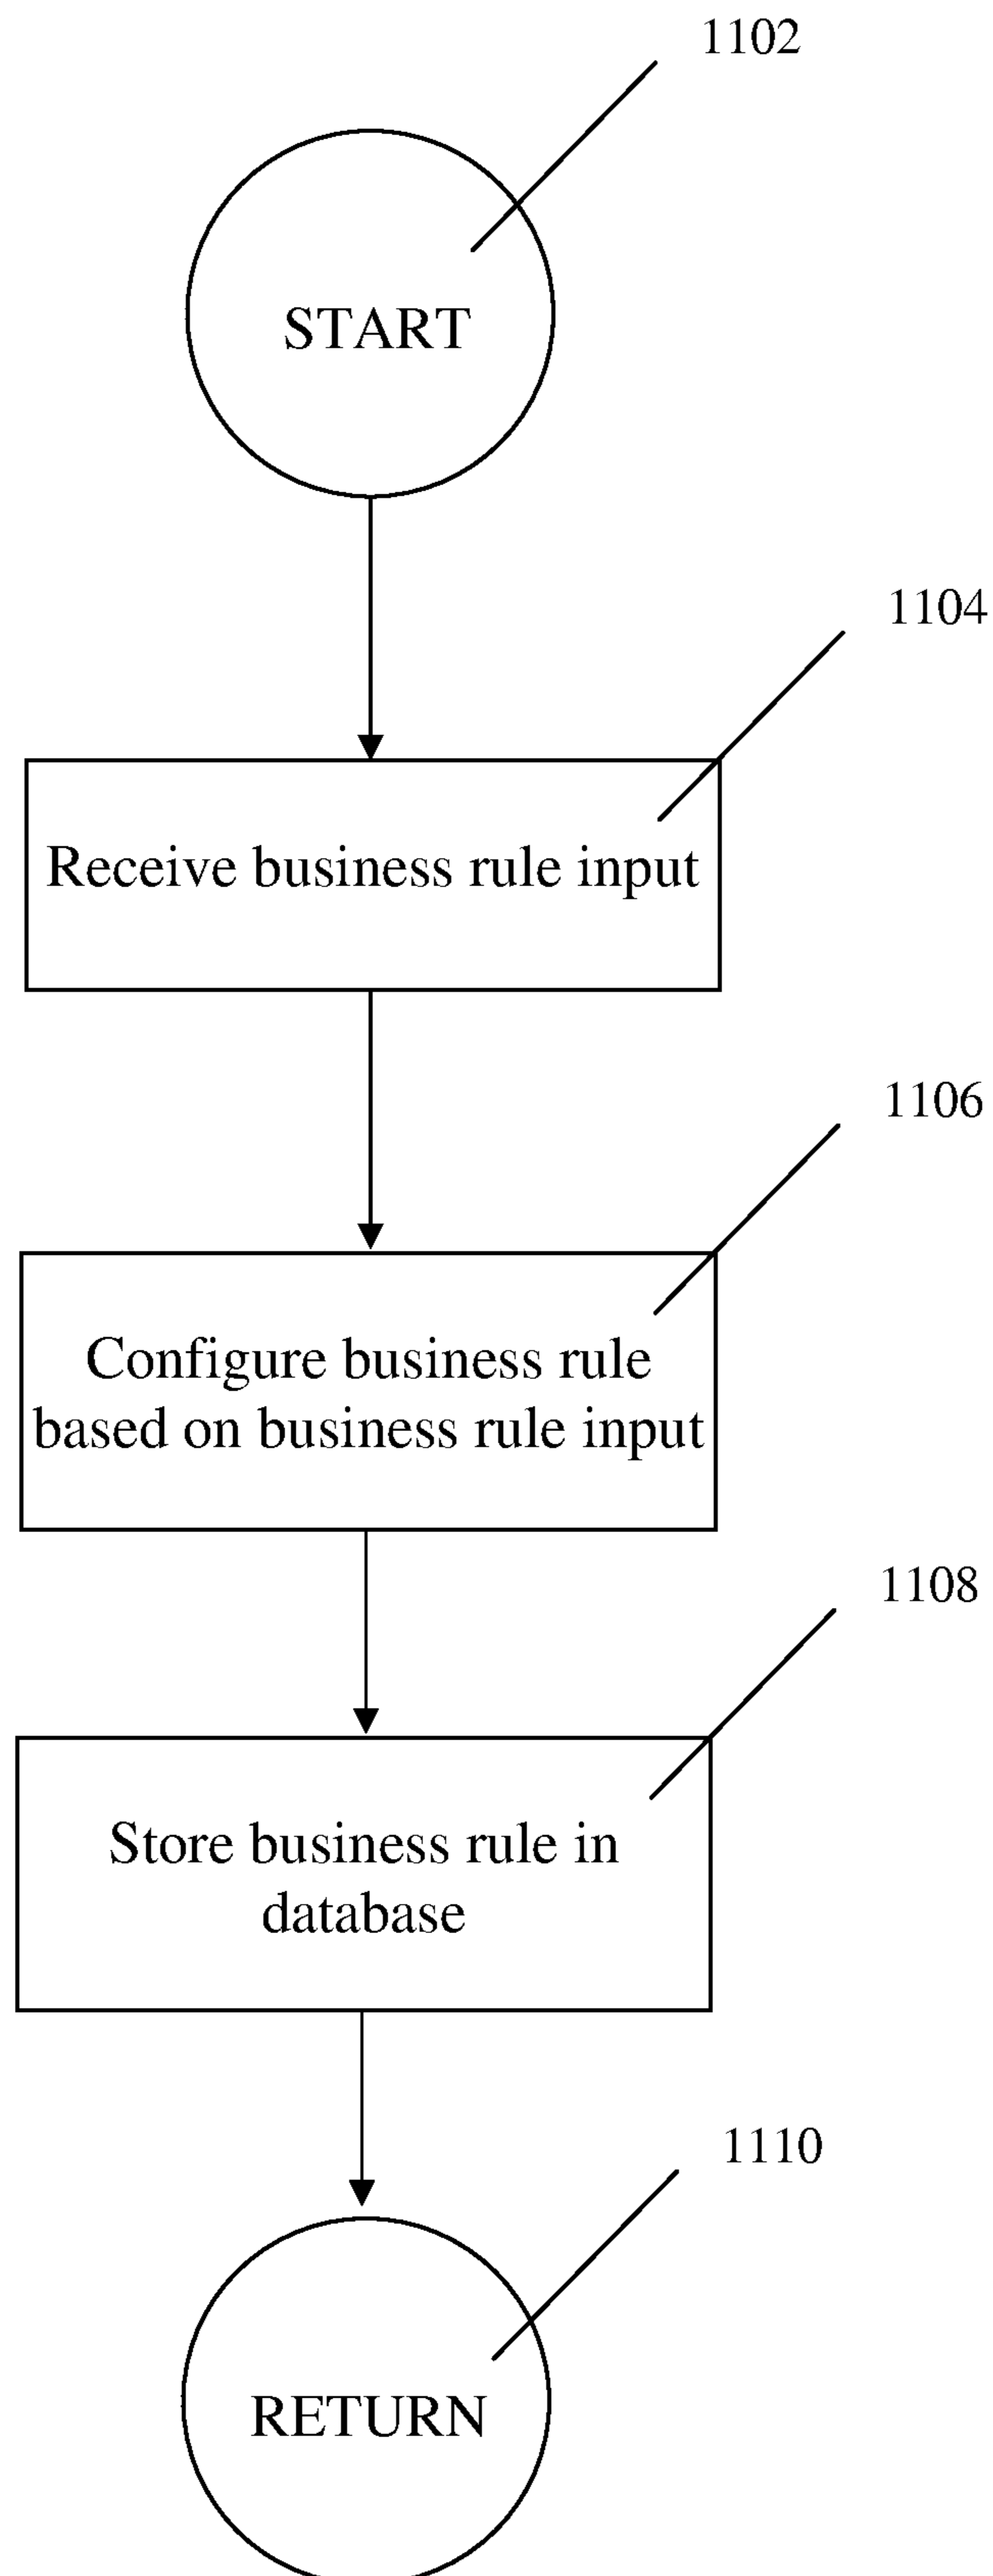 1102
START
1104
Receive business rule input
1106
Configure business rule
based on business rule input
1108
Store business rule in
database
1110
RETURN